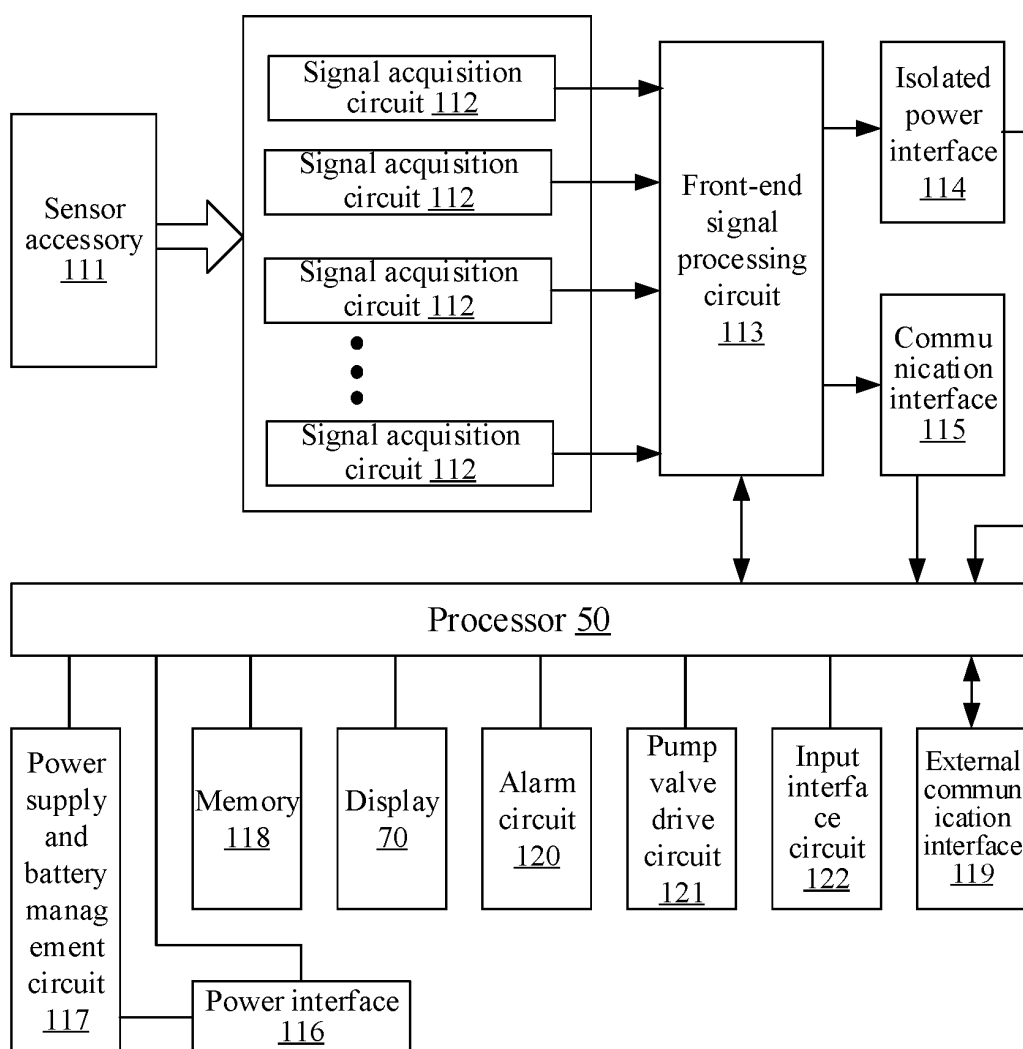 Sensor
accessory
111
Signal acquisition
circuit 112
Signal acquisition
circuit 112
Signal acquisition
circuit 112
Signal acquisition
circuit 112
Front-end
signal
processing
circuit
113
Isolated
power
interface
114
Commu
nication
interface
115
Processor 50
Power
supply
and
battery
manag
ement
circuit
117
Memory
118
Display
70
Alarm
circuit
120
Pump
valve
drive
circuit
121
Input
interfa
ce circuit
122
External
commun
ication
interface
119
Power interface
116